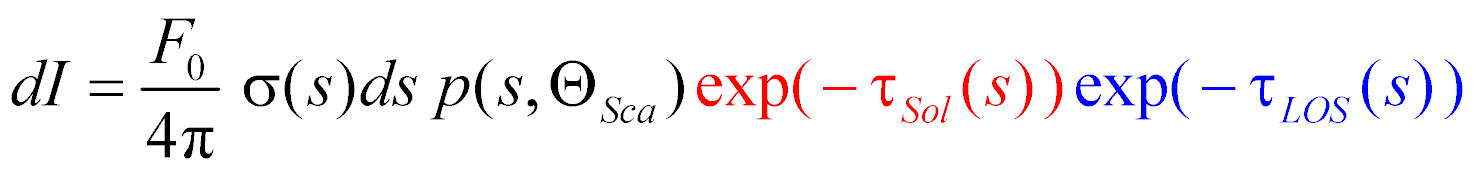 dI = F₀/4π σ(s)ds p(s,Θ_Sca)exp(−τ_Sol(s))exp(−τ_LOS(s))